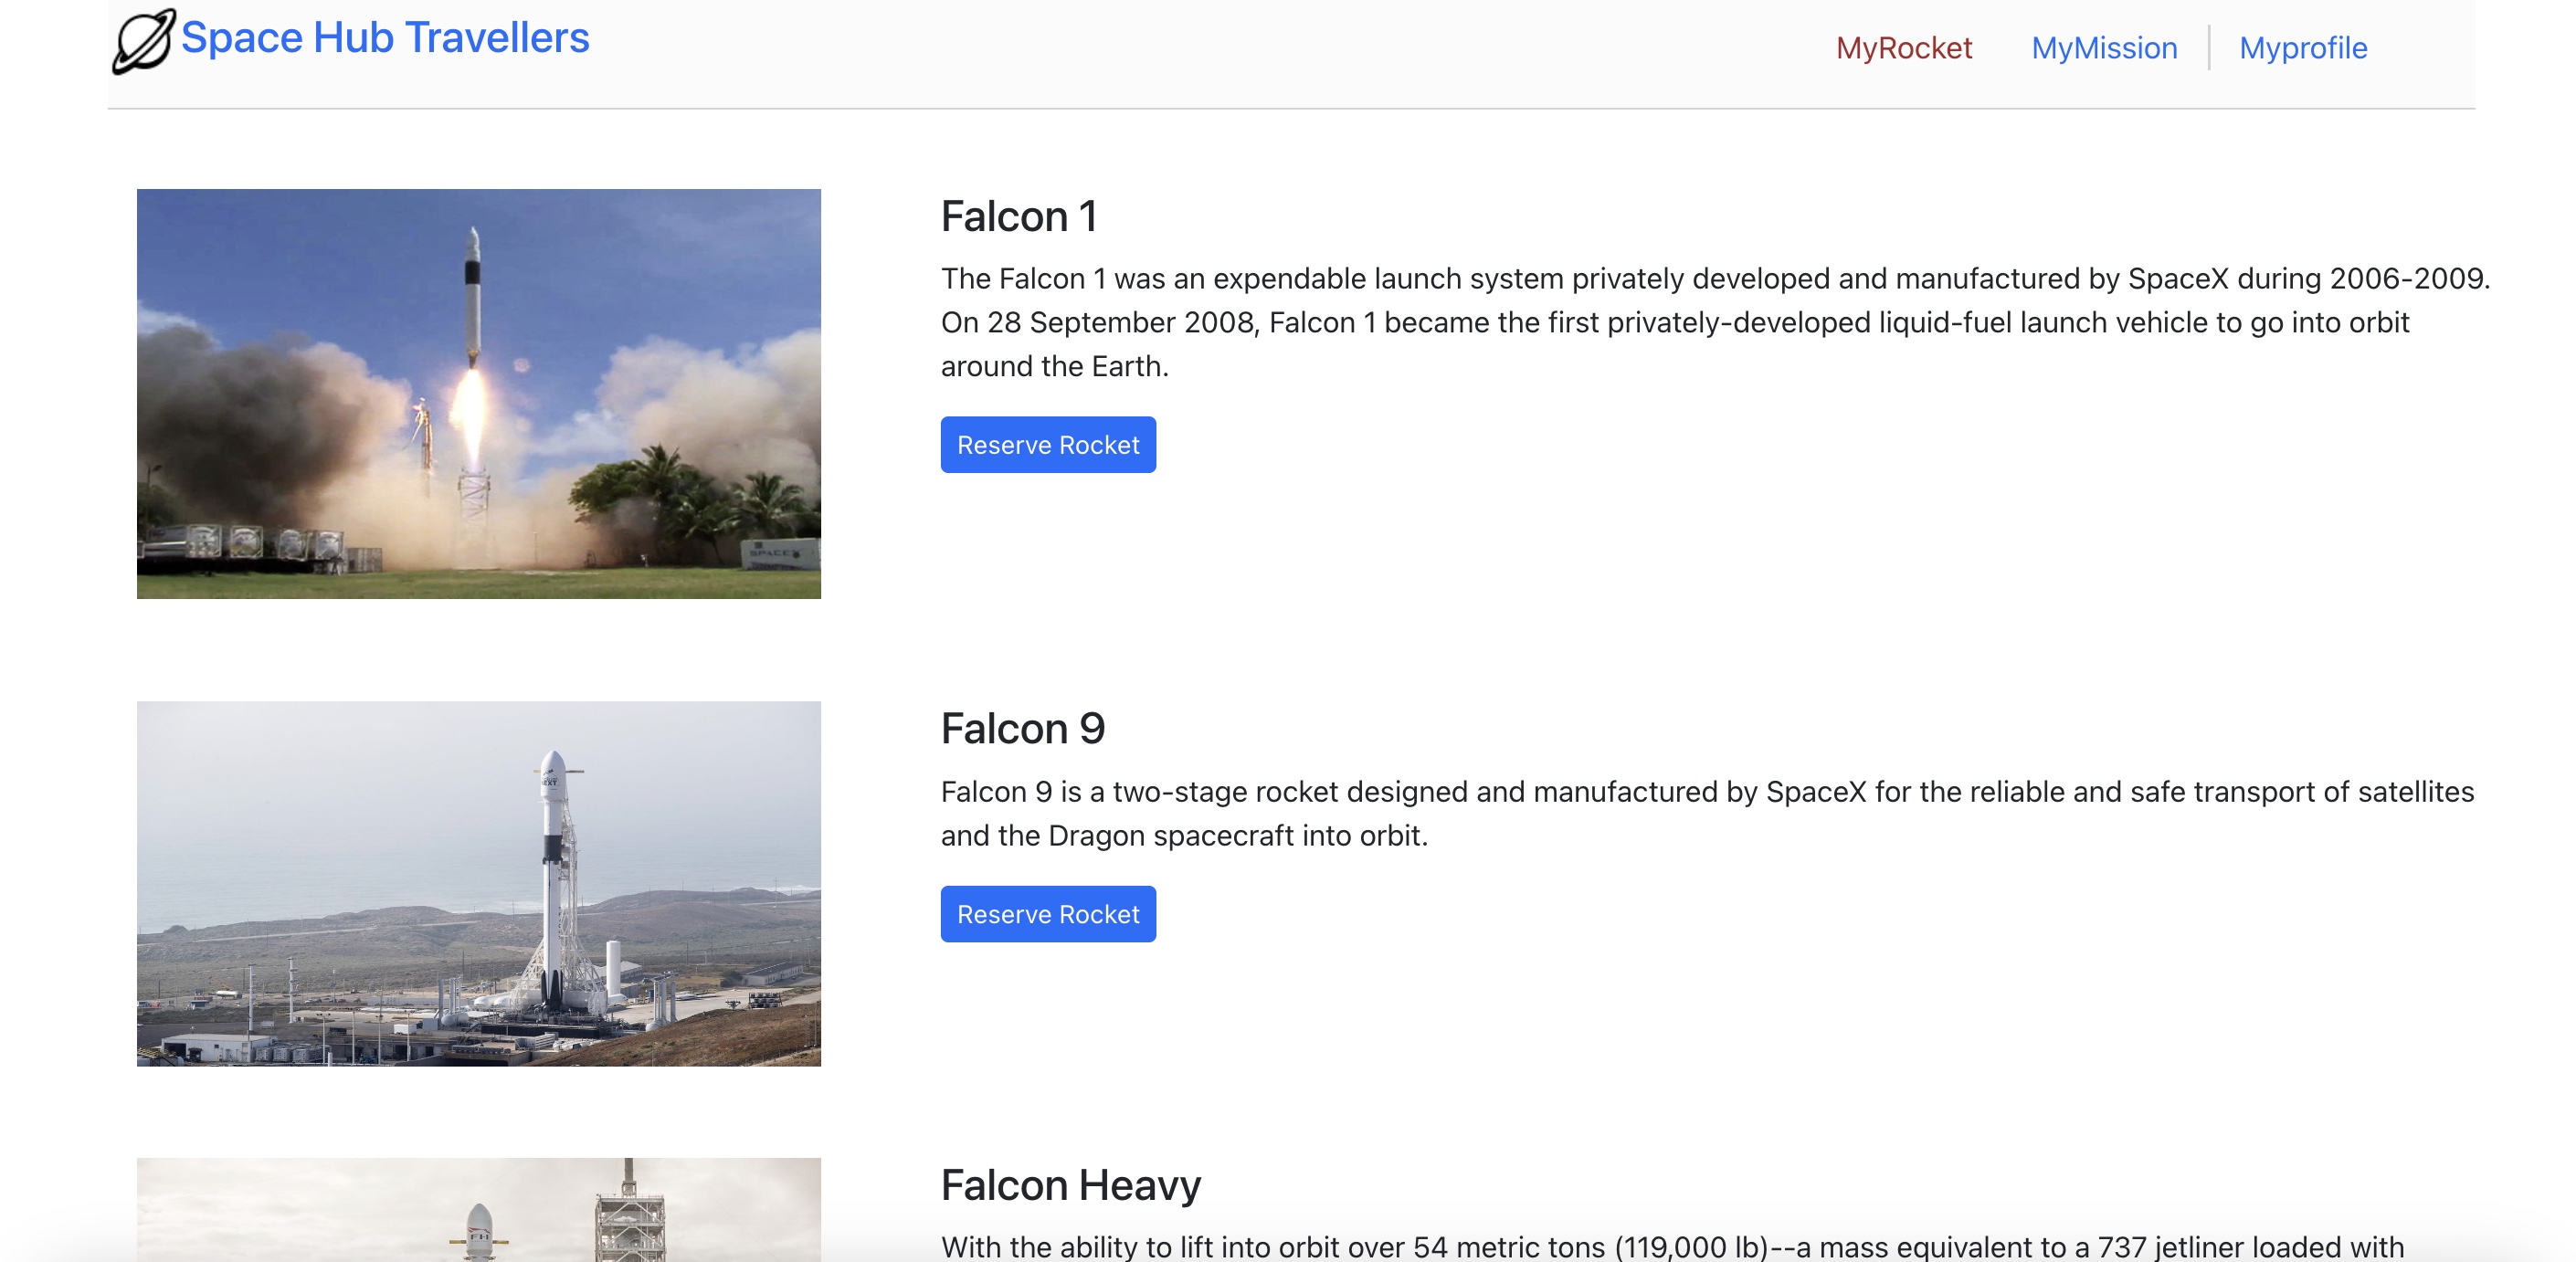 Space Hub Travellers
MyRocket
MyMission
Myprofile
Falcon 1
The Falcon 1 was an expendable launch system privately developed and manufactured by SpaceX during 2006-2009.
On 28 September 2008, Falcon 1 became the first privately-developed liquid-fuel launch vehicle to go into orbit
around the Earth.
Reserve Rocket
SPACEX
Falcon 9
Falcon 9 is a two-stage rocket designed and manufactured by SpaceX for the reliable and safe transport of satellites
and the Dragon spacecraft into orbit.
Reserve Rocket
Falcon Heavy
With the ability to lift into orbit over 54 metric tons (119,000 lb)--a mass equivalent to a 737 jetliner loaded with
FH